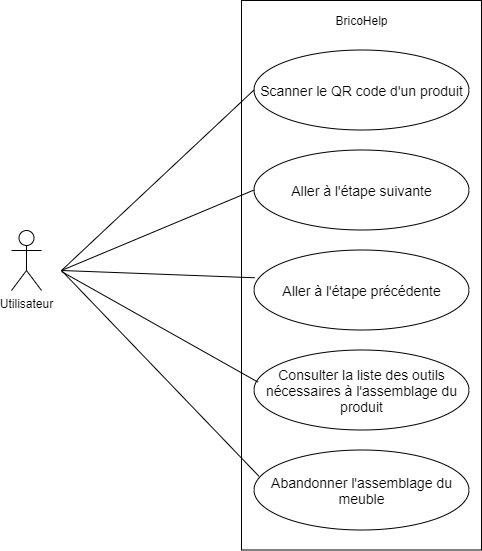 BricoHelp
Scanner le QR code d'un produit
Aller à l'étape suivante
Utilisateur
Aller à l'étape précédente
Consulter la liste des outils
nécessaires à l'assemblage du
produit
Abandonner l'assemblage du
meuble